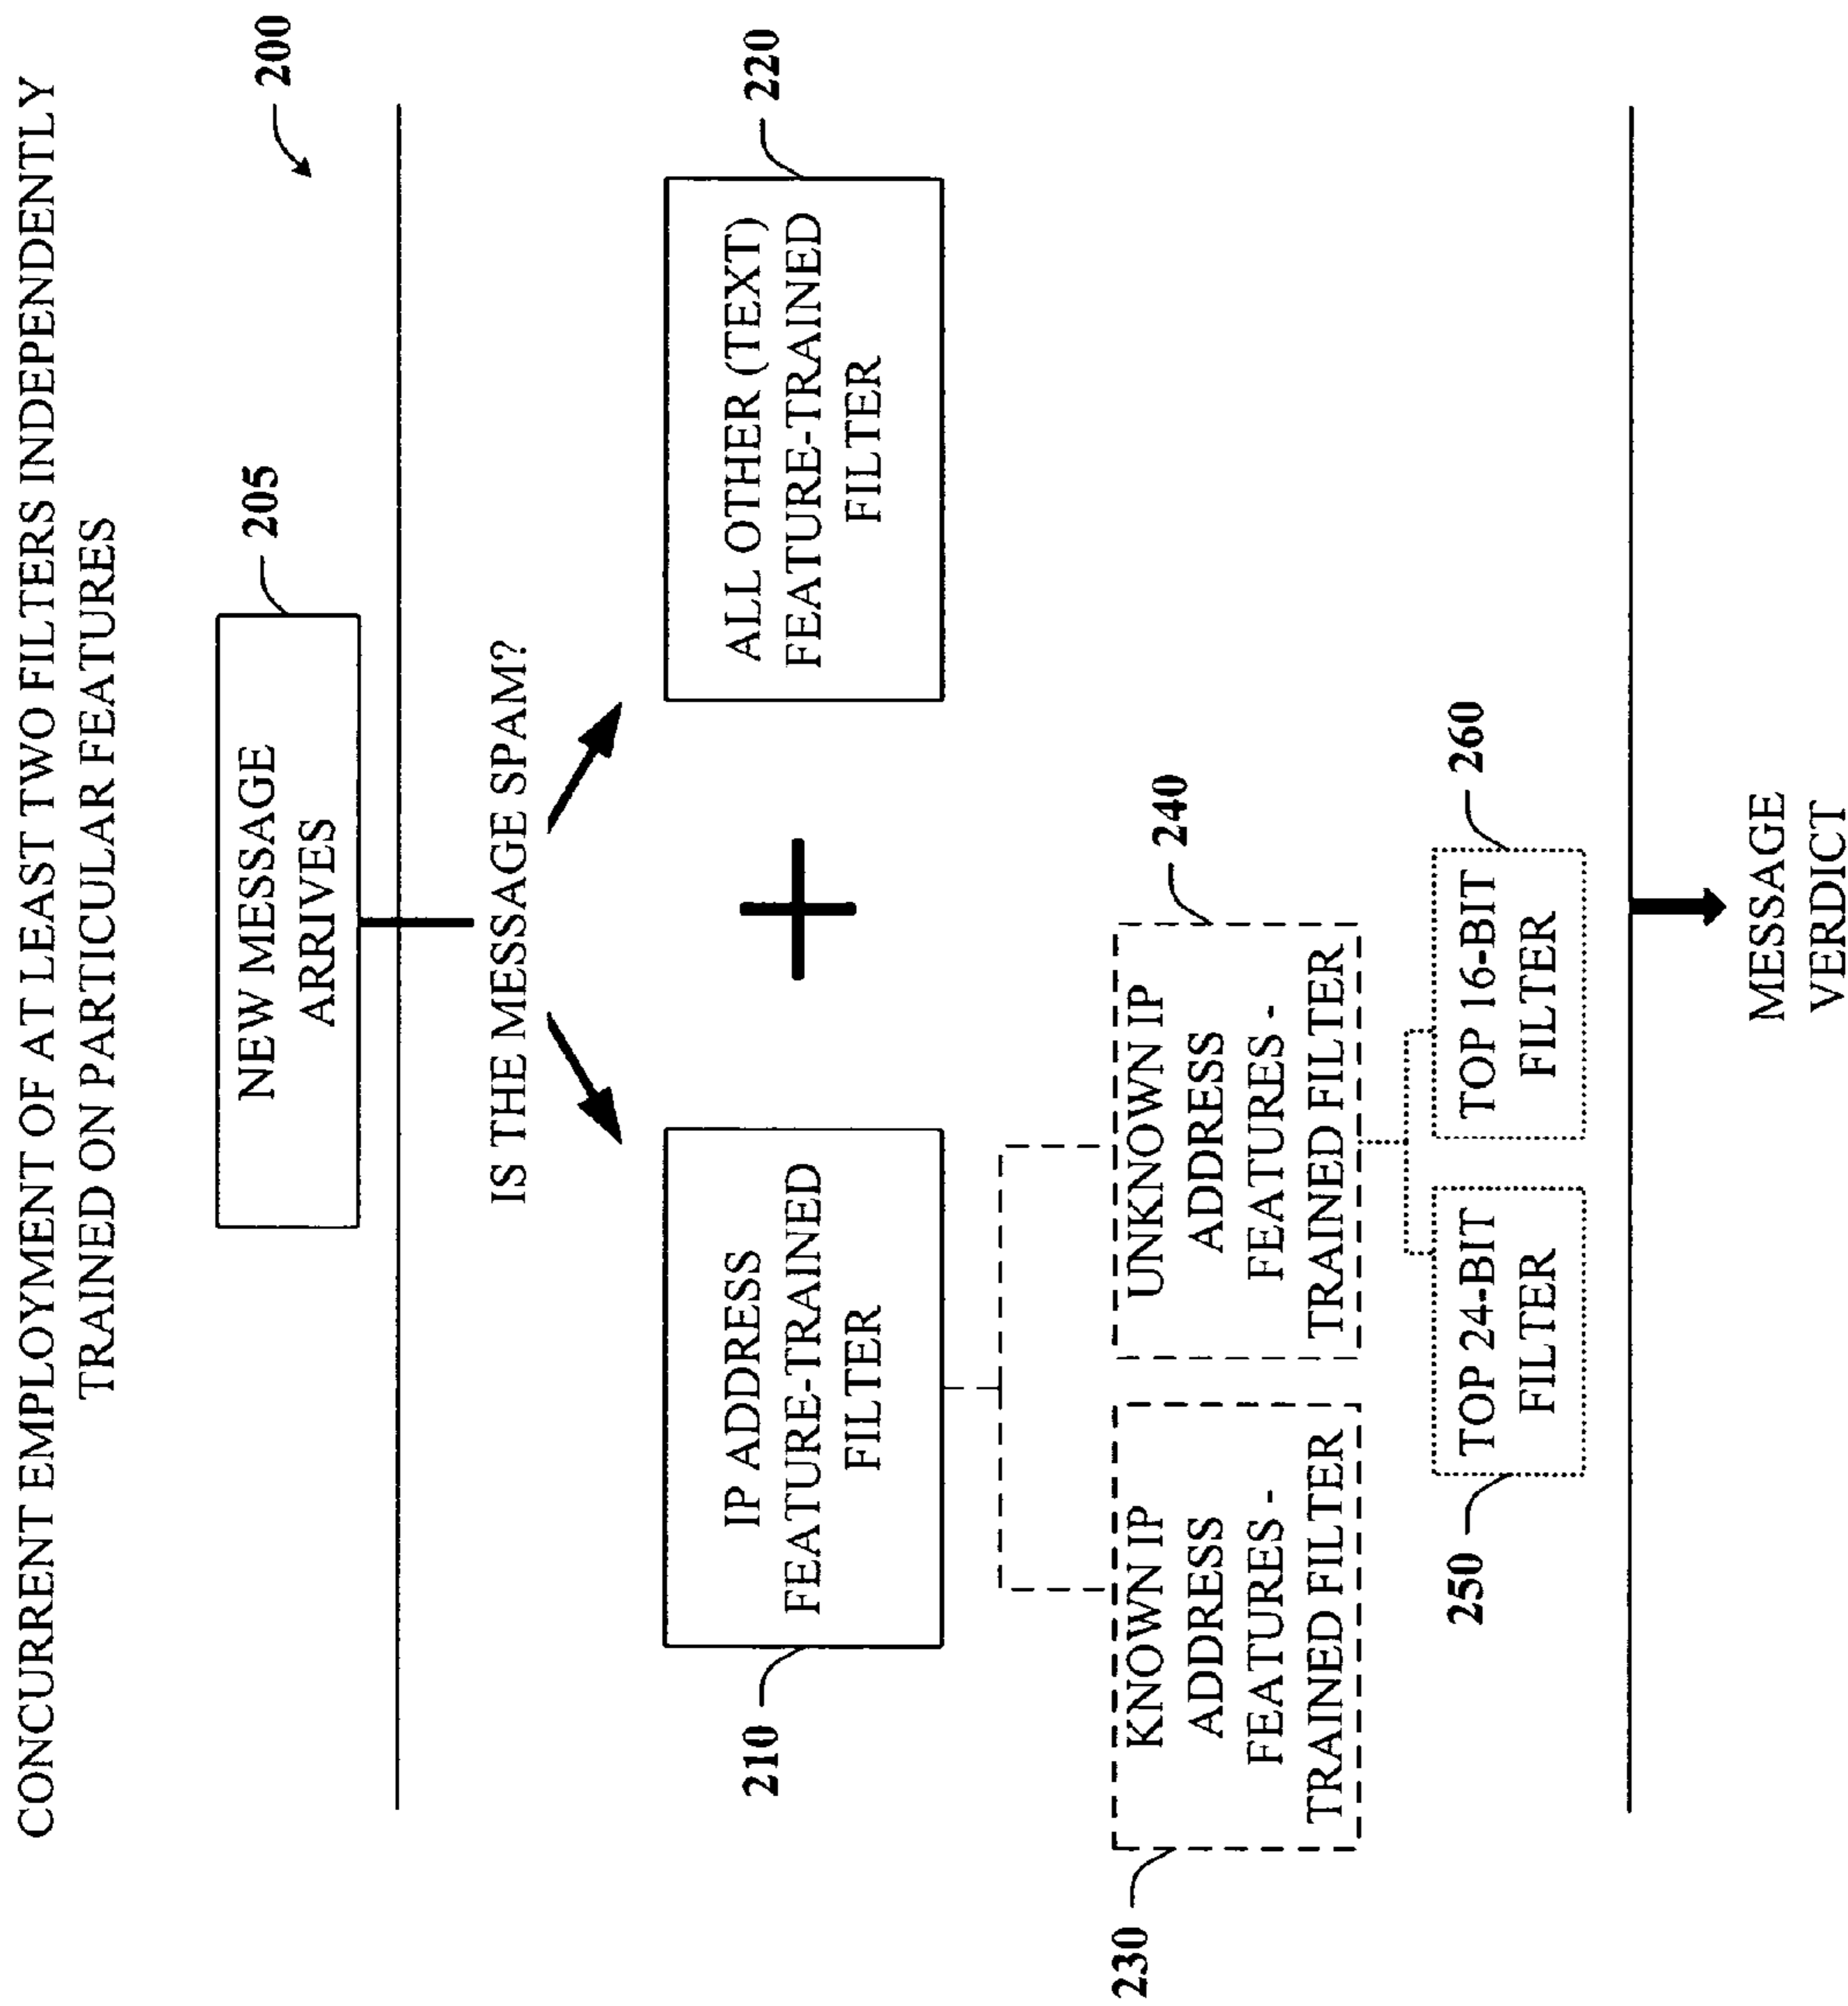 CONCURRENT EMPLOYMENT OF AT LEAST TWO FILTERS INDEPENDENTLY
TRAINED ON PARTICULAR FEATURES
200
NEW MESSAGE
ARRIVES
205
IS THE MESSAGE SPAM?
210
IP ADDRESS
FEATURE-TRAINED
FILTER
ALL OTHER (TEXT)
FEATURE-TRAINED
FILTER
220
230
KNOWN IP
ADDRESS
FEATURES -
TRAINED FILTER
UNKNOWN IP
ADDRESS
FEATURES -
TRAINED FILTER
240
250
TOP 24-BIT
FILTER
TOP 16-BIT
FILTER
260
MESSAGE
VERDICT